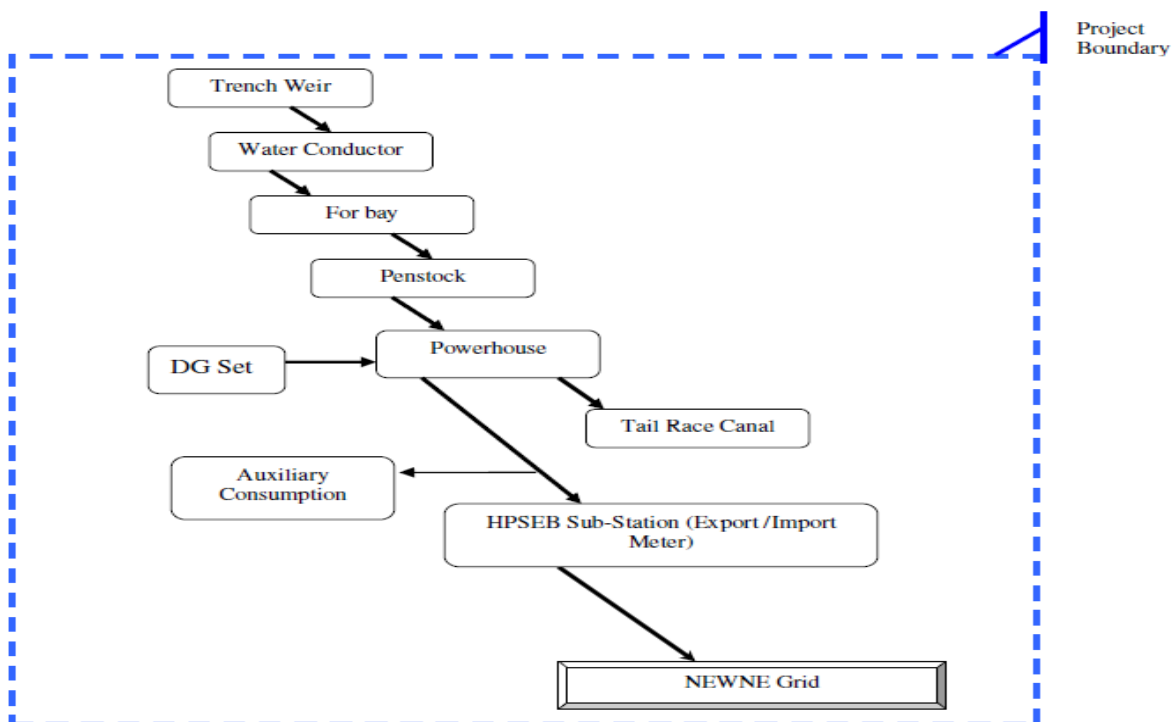 Project
Boundary
Trench Weir
Water Conductor
For bay
Penstock
Powerhouse
DG Set
Tail Race Canal
Auxiliary
Consumption
HPSEB Sub-Station (Export /Import
Meter)
NEWNE Grid